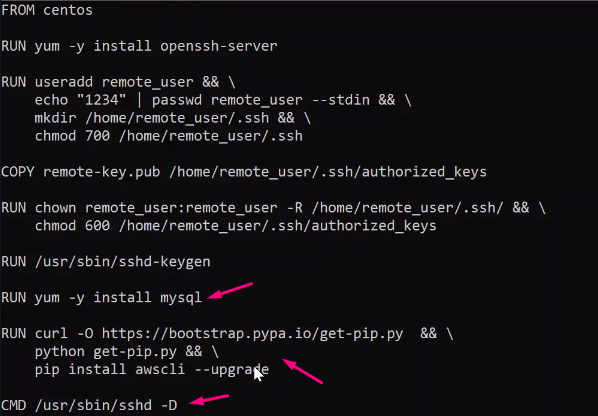 FROM centos
RUN yum -y install openssh-server
RUN useradd remote_user && \
echo "1234" | passwd remote_user --stdin && \
mkdir /home/remote_user/.ssh && \
chmod 700 /home/remote_user/.ssh
COPY remote-key.pub /home/remote_user/.ssh/authorized_keys
RUN chown remote_user:remote_user -R /home/remote_user/.ssh/ && \
chmod 600 /home/remote_user/.ssh/authorized_keys
RUN /usr/sbin/sshd-keygen
RUN yum -y install mysql
RUN curl -O https://bootstrap.pypa.io/get-pip.py && \
python get-pip.py && \
pip install awscli --upgrade
CMD /usr/sbin/sshd -D